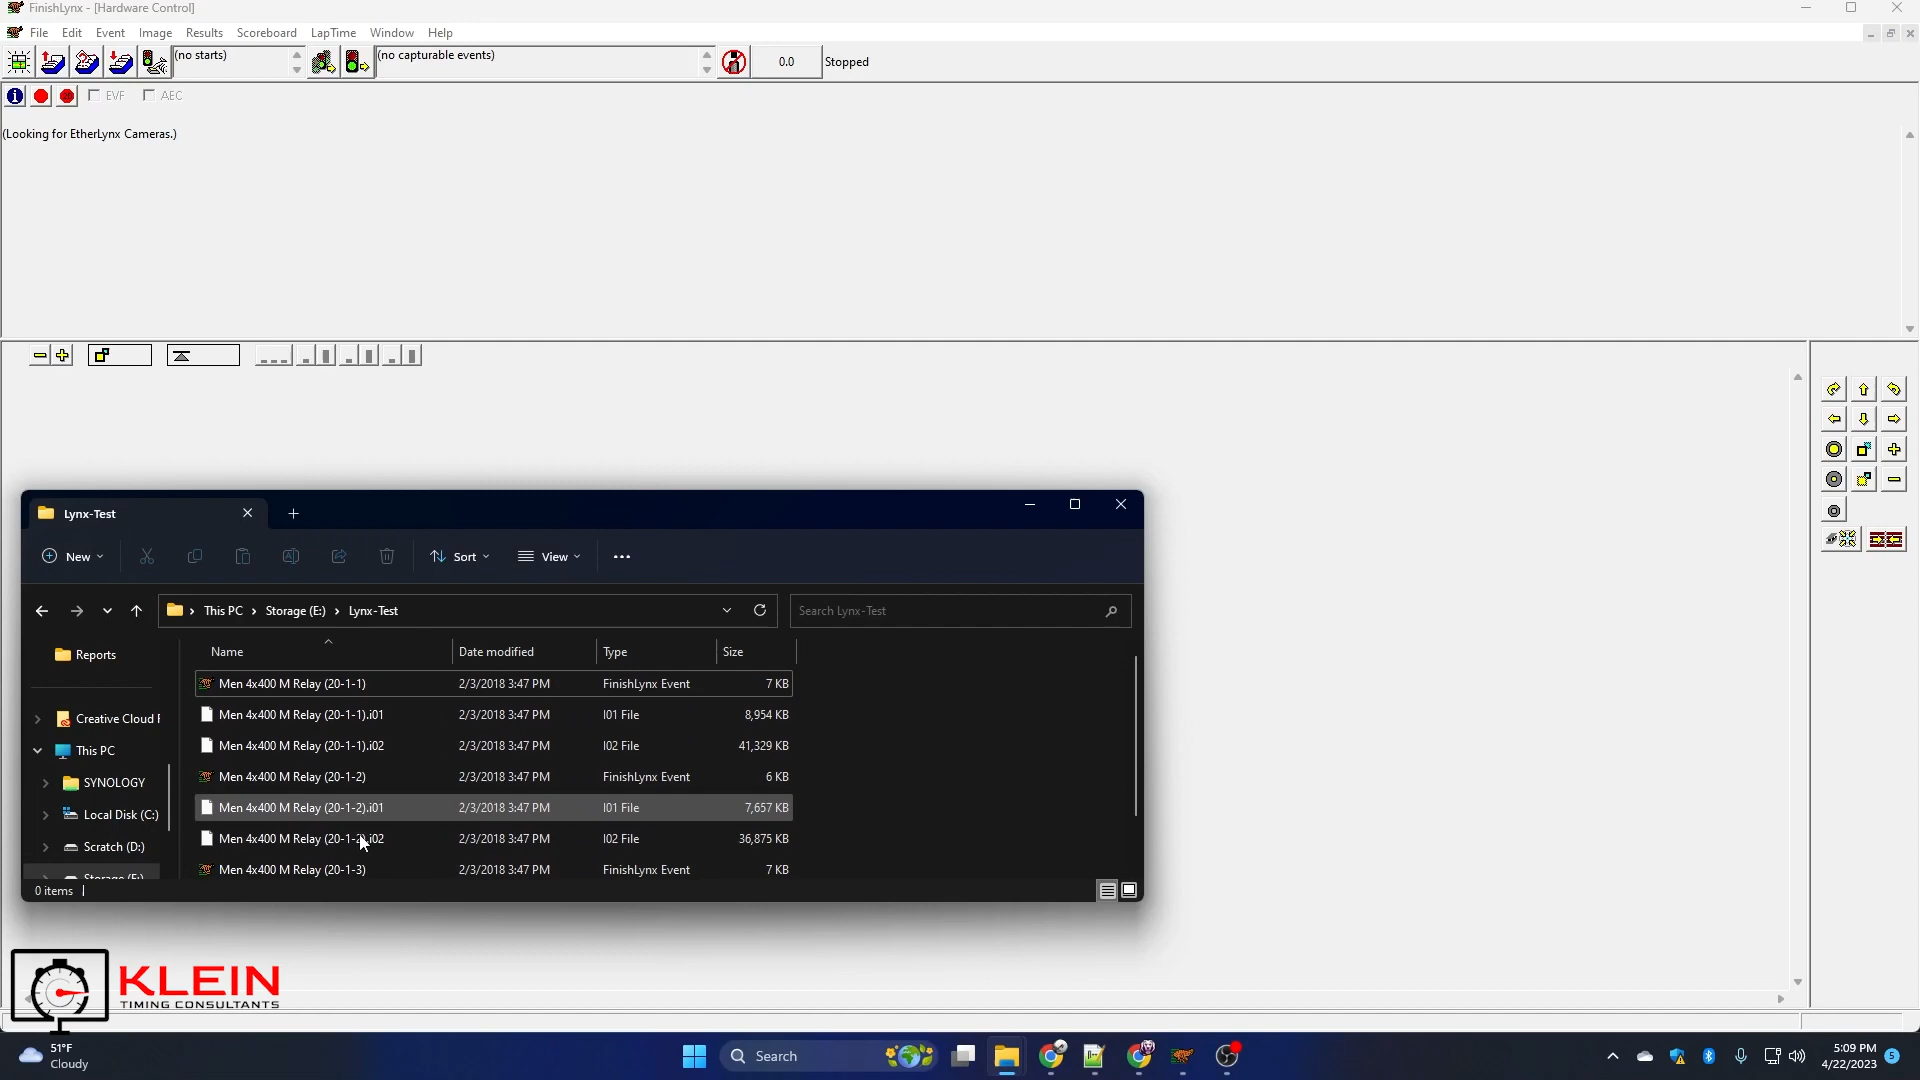 FinishLynx - [Hardware Control]
File Edit Event Image Results Scoreboard LapTime Window Help
(no starts) (no capturable events) 0.0 Stopped
EVF AEC
(Looking for EtherLynx Cameras.)
Lynx-Test
New Sort View
This PC Storage (E:) Lynx-Test Search Lynx-Test
Reports
Creative Cloud F
This PC
SYNOLOGY
Local Disk (C:)
Scratch (D:)
Storage (E:)
Name Date modified Type Size
Men 4x400 M Relay (20-1-1) 2/3/2018 3:47 PM FinishLynx Event 7 KB
Men 4x400 M Relay (20-1-1).i01 2/3/2018 3:47 PM I01 File 8,954 KB
Men 4x400 M Relay (20-1-1).i02 2/3/2018 3:47 PM I02 File 41,329 KB
Men 4x400 M Relay (20-1-2) 2/3/2018 3:47 PM FinishLynx Event 6 KB
Men 4x400 M Relay (20-1-2).i01 2/3/2018 3:47 PM I01 File 7,657 KB
Men 4x400 M Relay (20-1-2).i02 2/3/2018 3:47 PM I02 File 36,875 KB
Men 4x400 M Relay (20-1-3) 2/3/2018 3:47 PM FinishLynx Event 7 KB
0 items
KLEIN
TIMING CONSULTANTS
51°F
Cloudy
Search
5:09 PM
4/22/2023
5